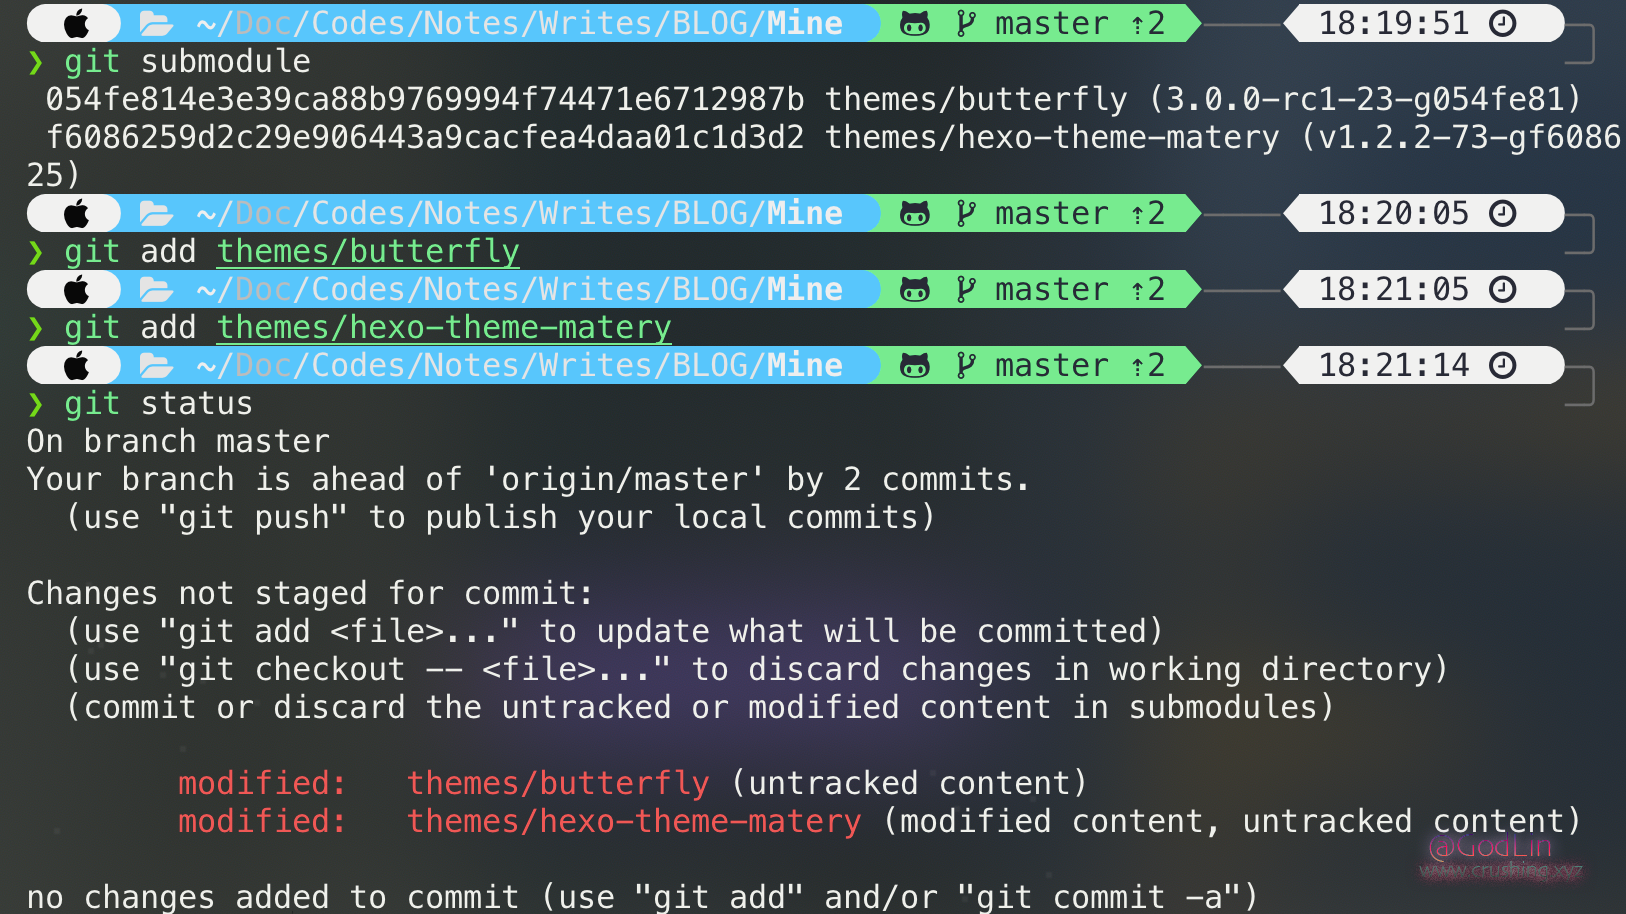 ~/Doc/Codes/Notes/Writes/BLOG/Mine master ⇡2 18:19:51
❯ git submodule
054fe814e3e39ca88b9769994f74471e6712987b themes/butterfly (3.0.0-rc1-23-g054fe81)
f6086259d2c29e906443a9cacfea4daa01c1d3d2 themes/hexo-theme-matery (v1.2.2-73-gf6086
25)
~/Doc/Codes/Notes/Writes/BLOG/Mine master ⇡2 18:20:05
❯ git add themes/butterfly
~/Doc/Codes/Notes/Writes/BLOG/Mine master ⇡2 18:21:05
❯ git add themes/hexo-theme-matery
~/Doc/Codes/Notes/Writes/BLOG/Mine master ⇡2 18:21:14
❯ git status
On branch master
Your branch is ahead of 'origin/master' by 2 commits.
(use "git push" to publish your local commits)
Changes not staged for commit:
(use "git add <file>..." to update what will be committed)
(use "git checkout -- <file>..." to discard changes in working directory)
(commit or discard the untracked or modified content in submodules)
modified: themes/butterfly (untracked content)
modified: themes/hexo-theme-matery (modified content, untracked content)
@GodLin
no changes added to commit (use "git add" and/or "git commit -a")